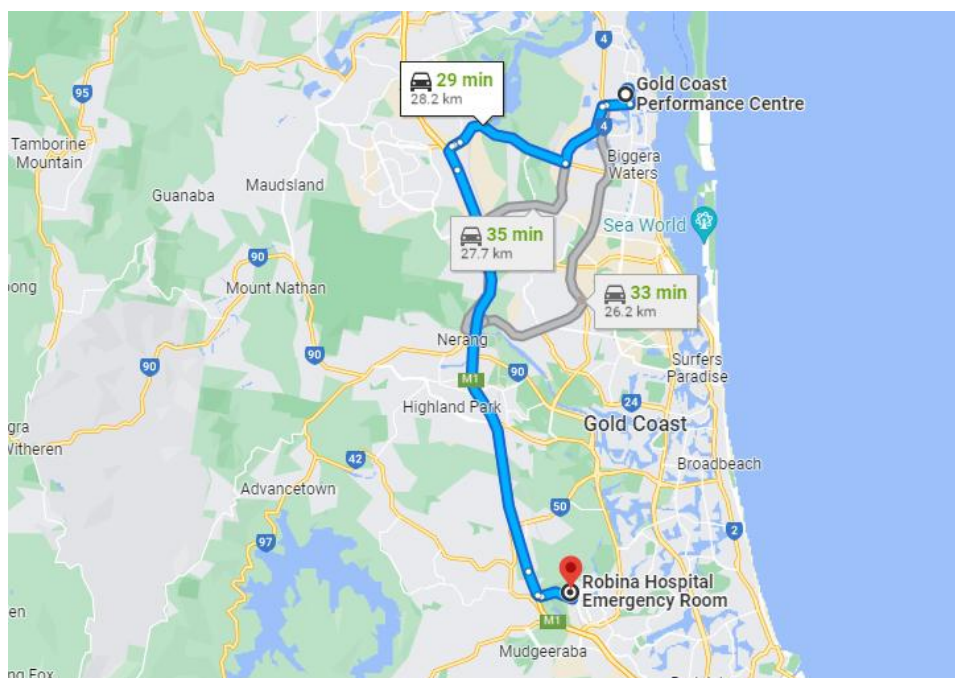 4
95
29 min
28.2 km
Gold Coast
Performance Centre
4
Tamborine
Mountain
Biggera
Waters
Maudsland
Guanaba
Sea World
35 min
27.7 km
90
ong
Mount Nathan
33 min
26.2 km
Nerang
90
90
Surfers
Paradise
M1
90
Highland Park
24
Gold Coast
gra
Witheren
42
Broadbeach
Advancetown
50
2
97
Robina Hospital
Emergency Room
en
M1
Mudgeeraba
ng Fox